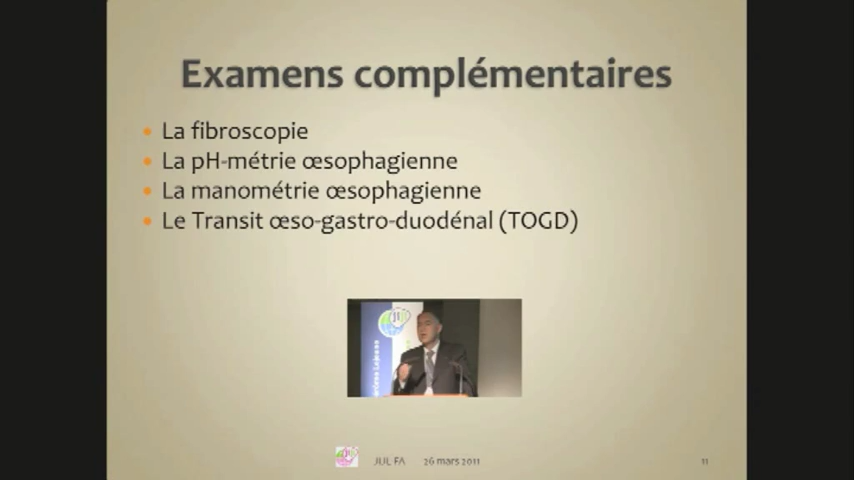 Examens complémentaires
La fibroscopie
La pH-métrie œsophagienne
La manométrie œsophagienne
Le Transit œso-gastro-duodénal (TOGD)
26 mars 2011
11